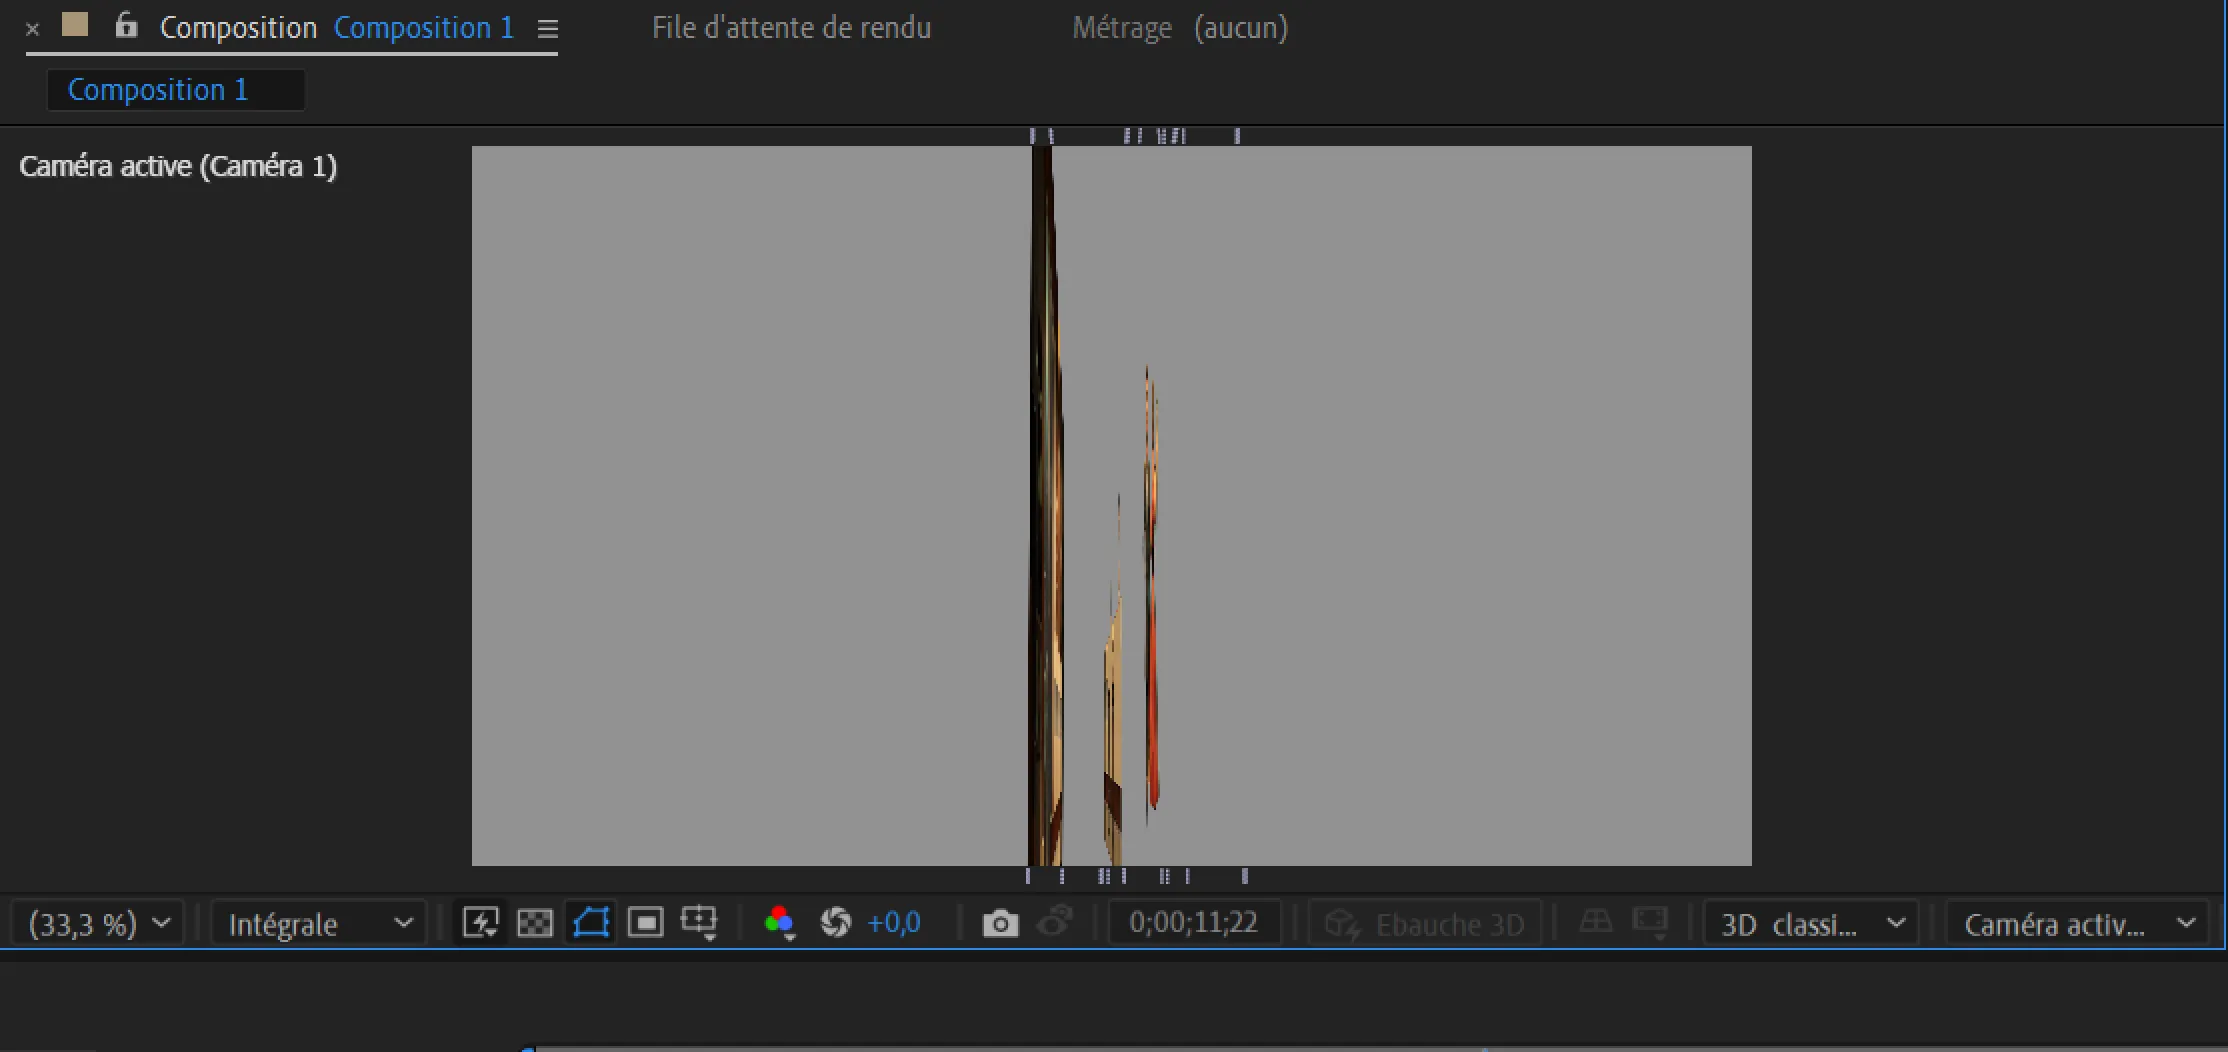 Composition Composition 1 File d'attente de rendu Métrage (aucun)
Composition 1
Caméra active (Caméra 1)
(33,3 %) Intégrale +0,0 0;00;11;22 Ebauche 3D 3D classi... Caméra activ...